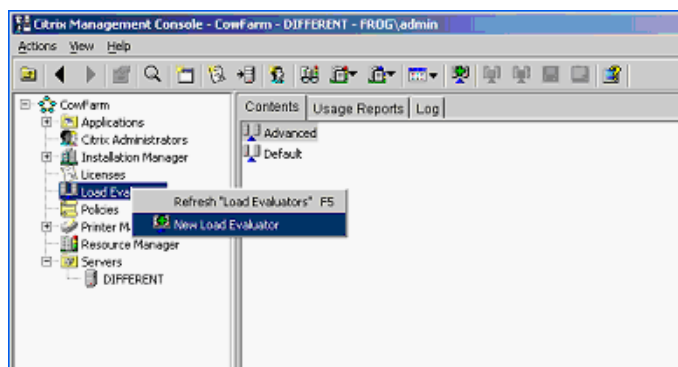 Citrix Management Console - CowFarm - DIFFERENT - FROG\admin
Actions View Help
CowFarm
Applications
Citrix Administrators
Installation Manager
Licenses
Load Eva
Policies
Printer M
Resource Manager
Servers
DIFFERENT
Contents Usage Reports Log
Advanced
Default
Refresh "Load Evaluators" F5
New Load Evaluator